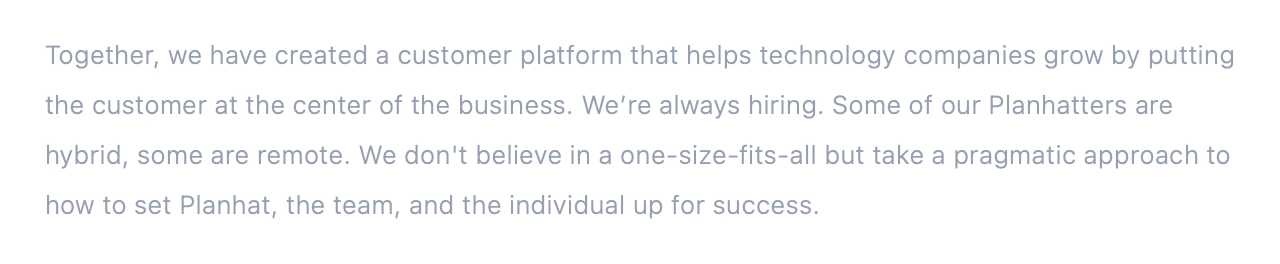 Together, we have created a customer platform that helps technology companies grow by putting
the customer at the center of the business. We’re always hiring. Some of our Planhatters are
hybrid, some are remote. We don't believe in a one-size-fits-all but take a pragmatic approach to
how to set Planhat, the team, and the individual up for success.